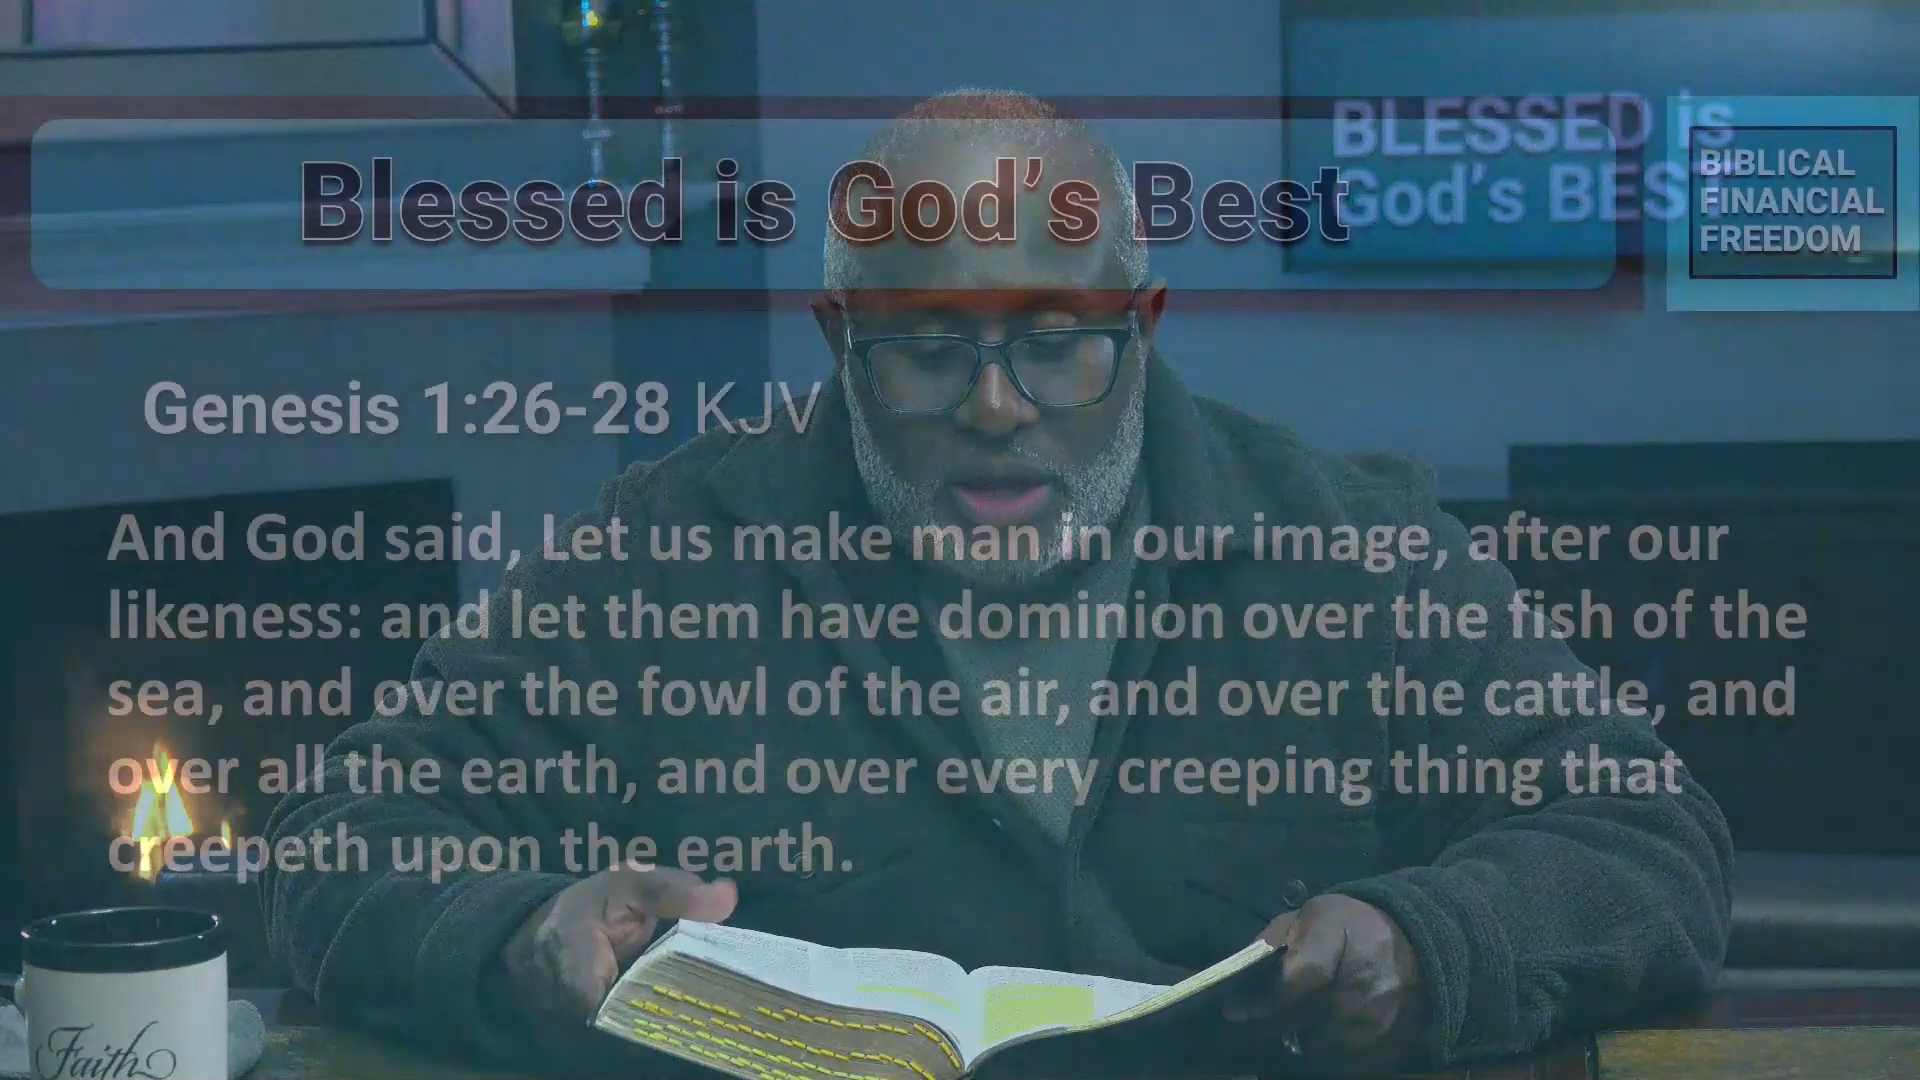 BLESSED is
God's BEST
Blessed is God's Best
BIBLICAL
FINANCIAL
FREEDOM
Genesis 1:26-28 KJV
And God said, Let us make man in our image, after our
likeness: and let them have dominion over the fish of the
sea, and over the fowl of the air, and over the cattle, and
over all the earth, and over every creeping thing that
creepeth upon the earth.
Faith